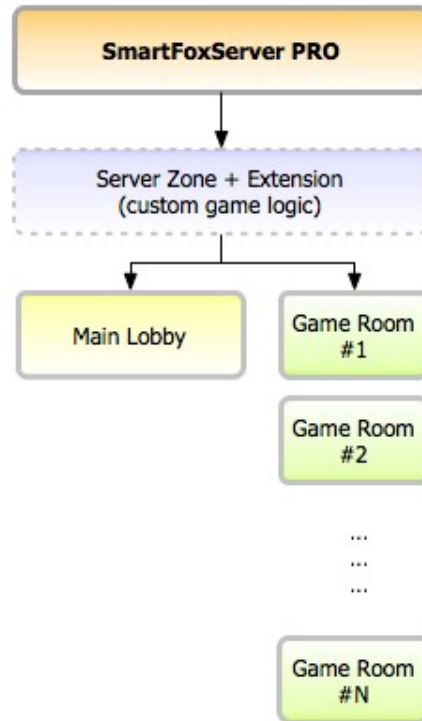 SmartFoxServer PRO
Server Zone + Extension
(custom game logic)
Main Lobby
Game Room
#1
Game Room
#2
...
...
...
Game Room
#N